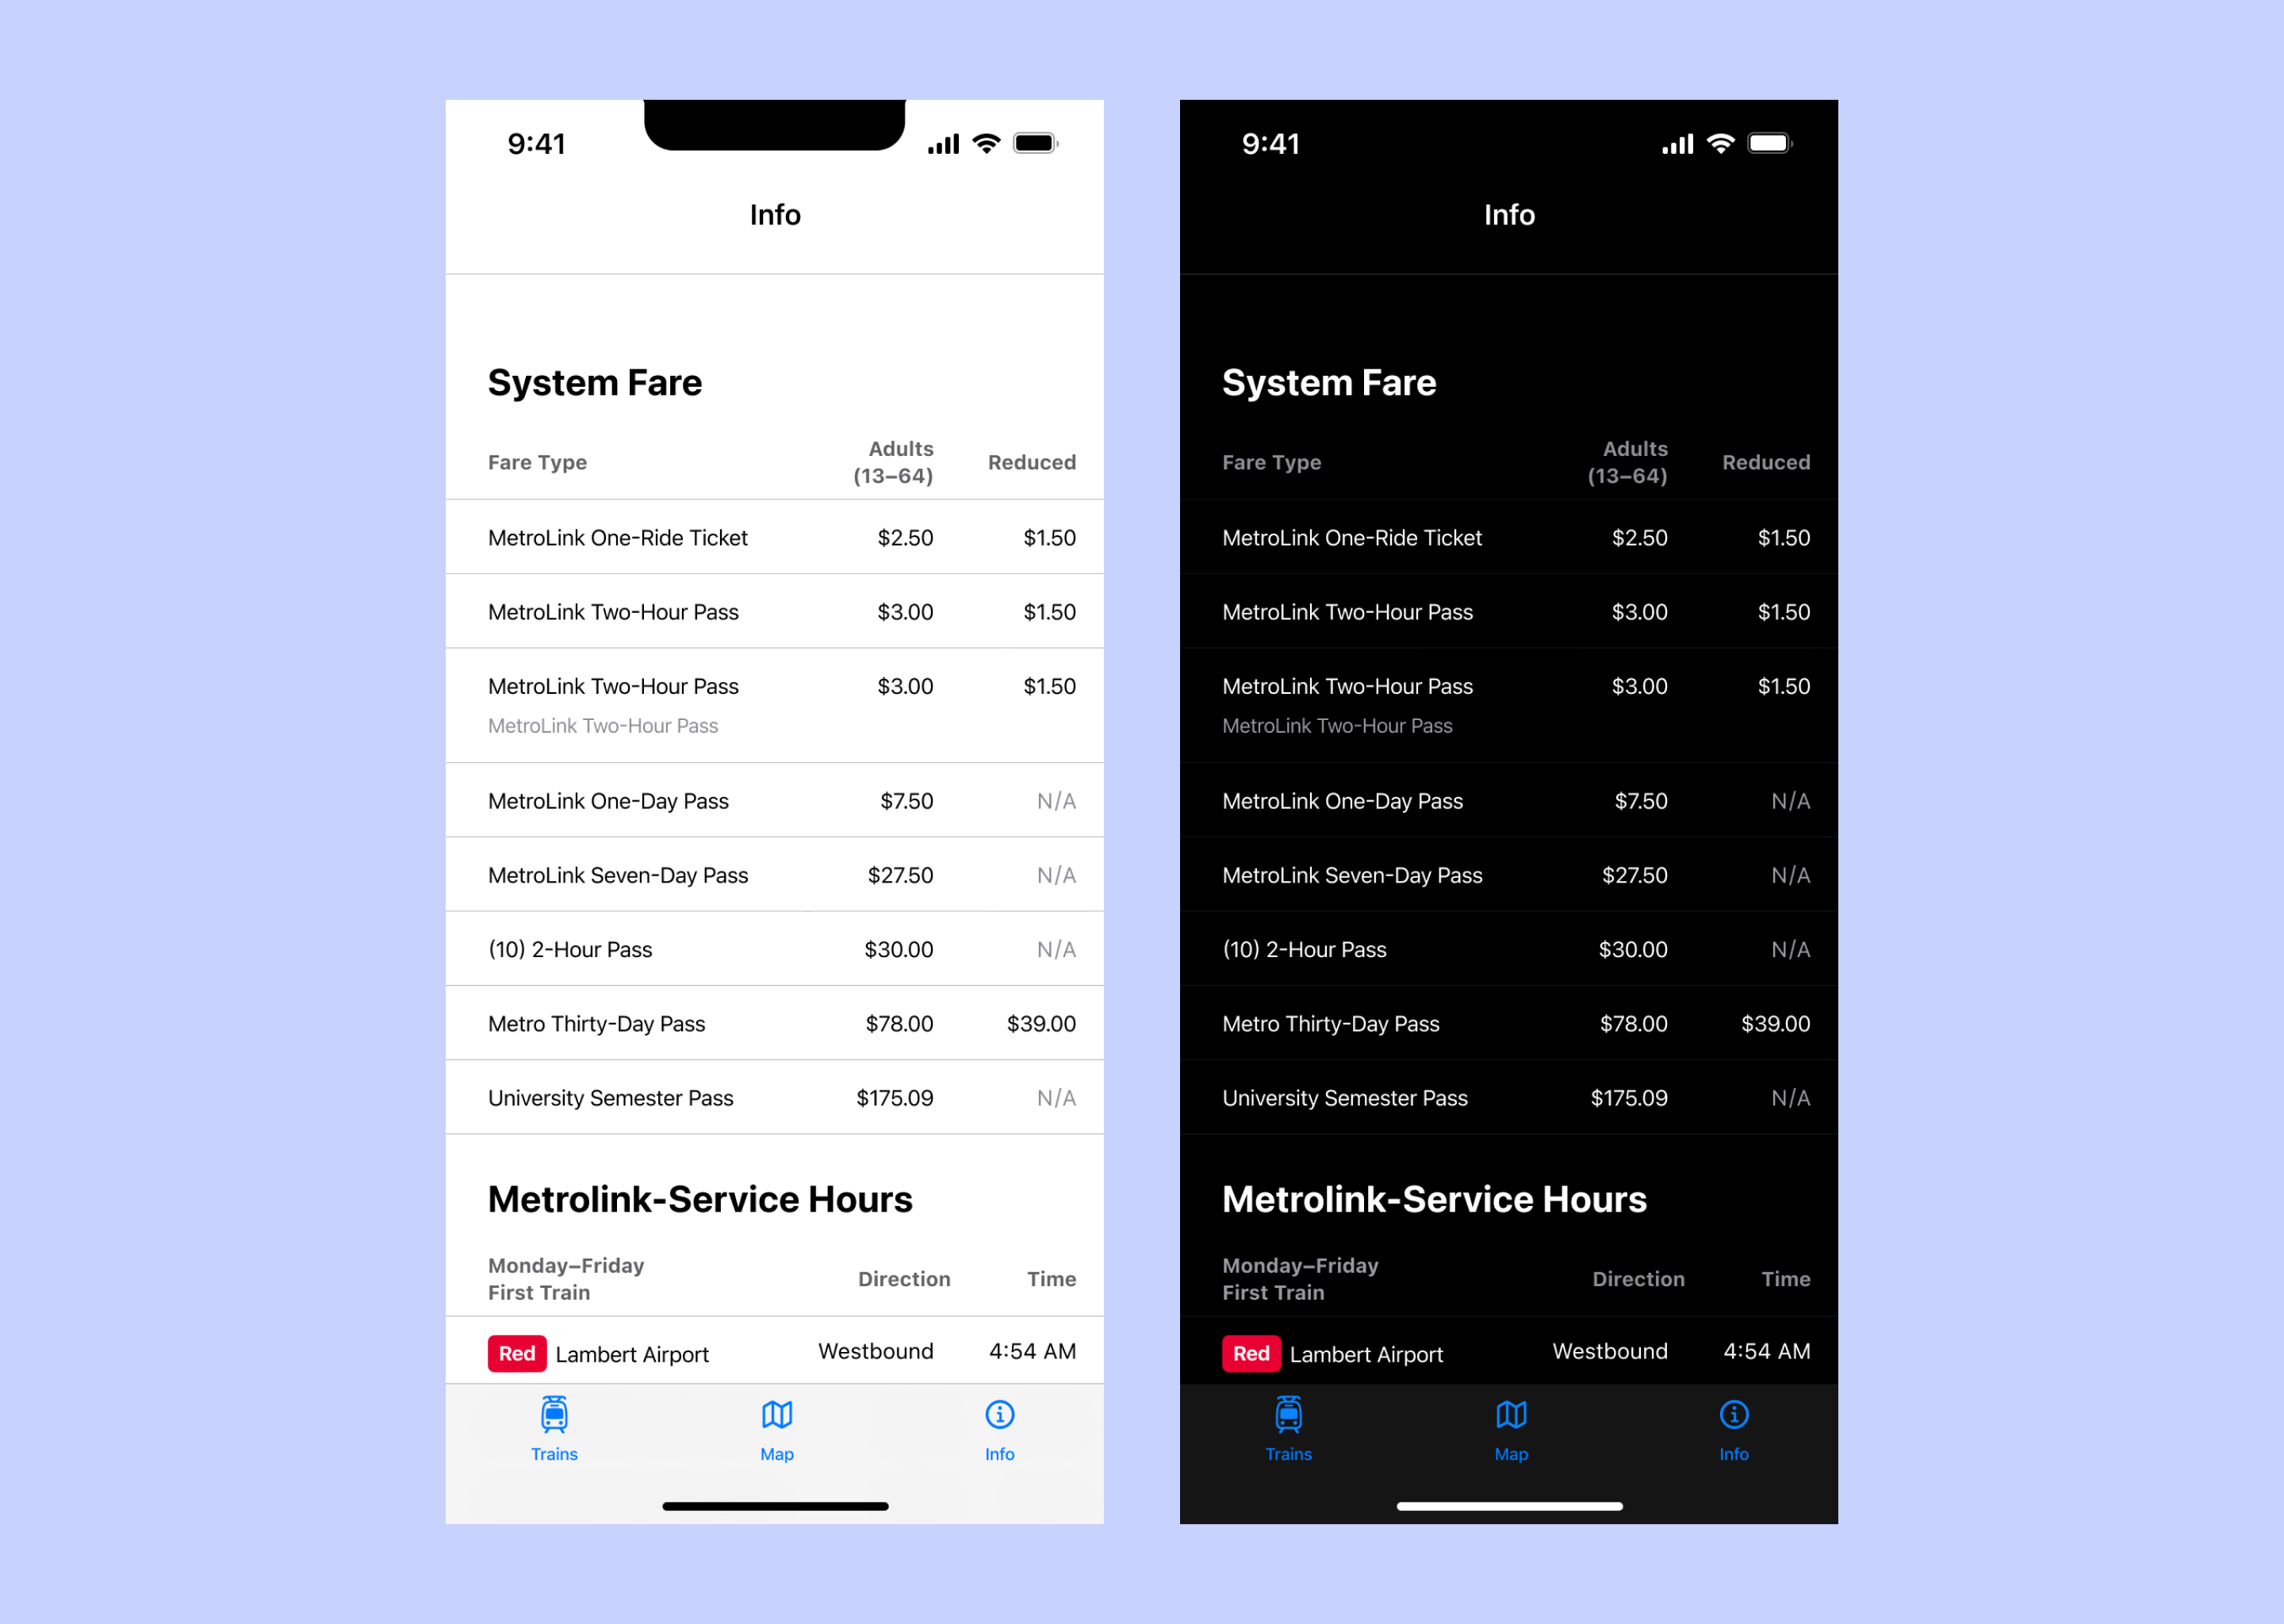 9:41
Info
System Fare
Fare Type Adults (13–64) Reduced
MetroLink One-Ride Ticket $2.50 $1.50
MetroLink Two-Hour Pass $3.00 $1.50
MetroLink Two-Hour Pass $3.00 $1.50
MetroLink Two-Hour Pass
MetroLink One-Day Pass $7.50 N/A
MetroLink Seven-Day Pass $27.50 N/A
(10) 2-Hour Pass $30.00 N/A
Metro Thirty-Day Pass $78.00 $39.00
University Semester Pass $175.09 N/A
Metrolink-Service Hours
Monday–Friday First Train Direction Time
Red Lambert Airport Westbound 4:54 AM
Trains Map Info
9:41
Info
System Fare
Fare Type Adults (13–64) Reduced
MetroLink One-Ride Ticket $2.50 $1.50
MetroLink Two-Hour Pass $3.00 $1.50
MetroLink Two-Hour Pass $3.00 $1.50
MetroLink Two-Hour Pass
MetroLink One-Day Pass $7.50 N/A
MetroLink Seven-Day Pass $27.50 N/A
(10) 2-Hour Pass $30.00 N/A
Metro Thirty-Day Pass $78.00 $39.00
University Semester Pass $175.09 N/A
Metrolink-Service Hours
Monday–Friday First Train Direction Time
Red Lambert Airport Westbound 4:54 AM
Trains Map Info